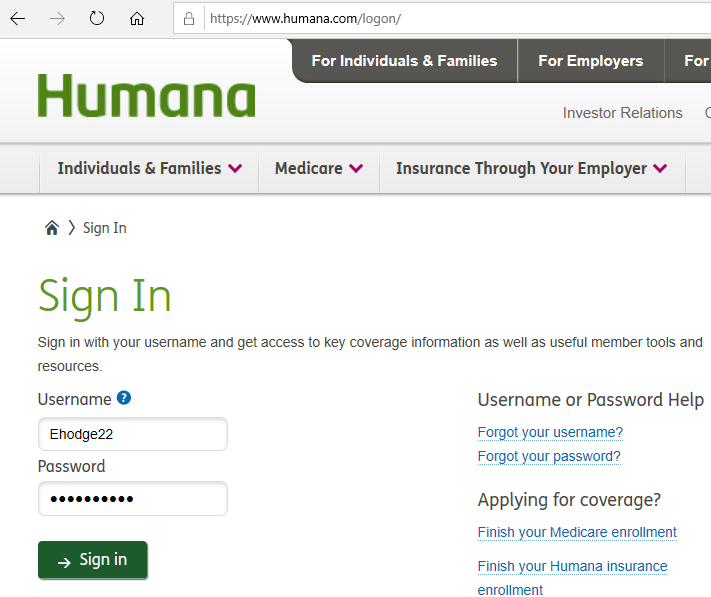 https://www.humana.com/logon/
Humana
For Individuals & Families
For Employers
For
Investor Relations
Individuals & Families
Medicare
Insurance Through Your Employer
Sign In
Sign In
Sign in with your username and get access to key coverage information as well as useful member tools and
resources.
Username ?
Ehodge22
Password
••••••••••
Sign in
Username or Password Help
Forgot your username?
Forgot your password?
Applying for coverage?
Finish your Medicare enrollment
Finish your Humana insurance
enrollment